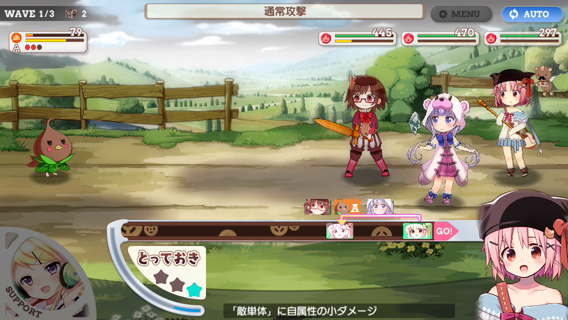 WAVE 1/3
2
通常攻撃
MENU
AUTO
79
A
445
470
297
A
GO!
とっておき
SUPPORT
「敵単体」に自属性の小ダメージ